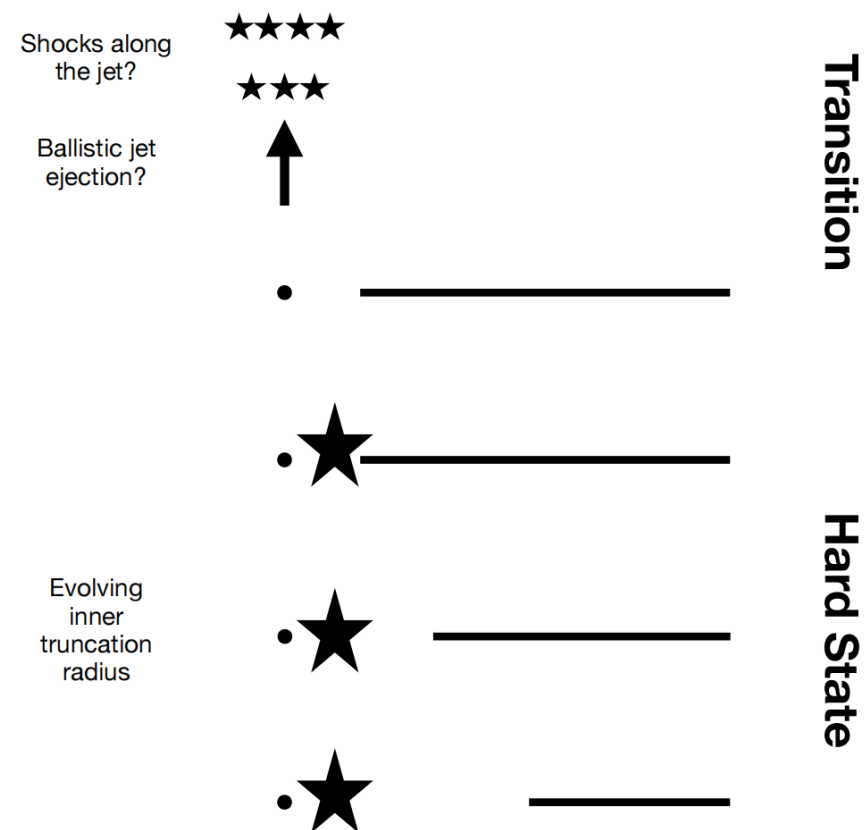 Shocks along
the jet?
Ballistic jet
ejection?
Transition
Evolving
inner
truncation
radius
Hard State